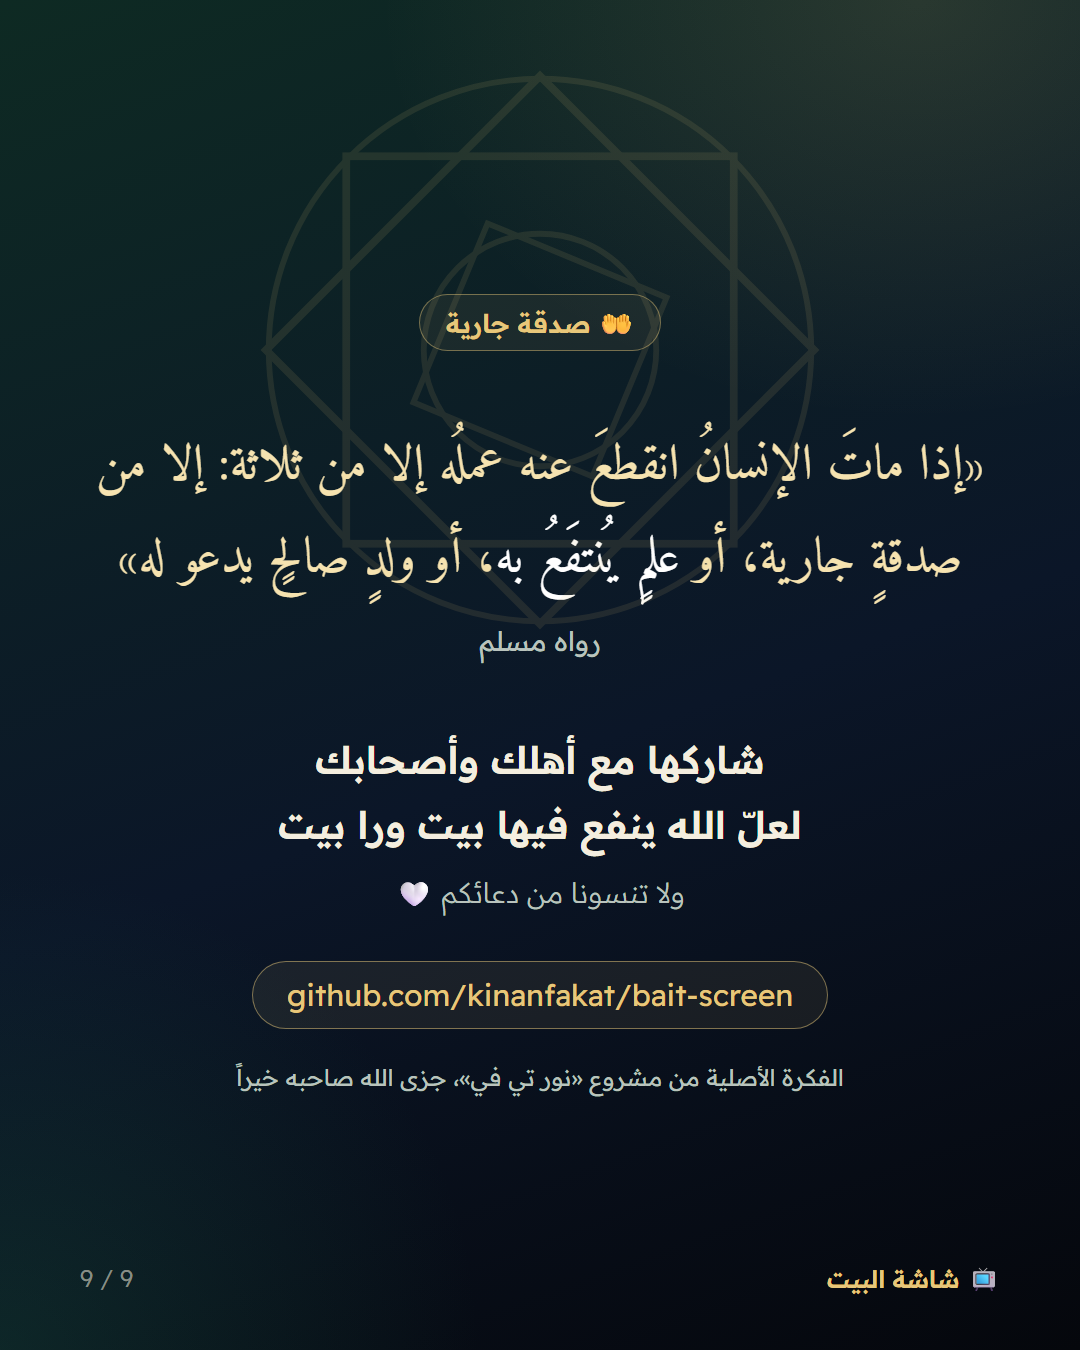 🤲 صدقة جارية
«إذا ماتَ الإنسانُ انقطعَ عنه عملُه إلا من ثلاثة: إلا من
صدقةٍ جارية، أو علمٍ يُنتفَعُ به، أو ولدٍ صالحٍ يدعو له»
رواه مسلم
شاركها مع أهلك وأصحابك
لعلّ الله ينفع فيها بيت ورا بيت
ولا تنسونا من دعائكم 🤍
github.com/kinanfakat/bait-screen
الفكرة الأصلية من مشروع «نور تي في»، جزى الله صاحبه خيراً
📺 شاشة البيت
9 / 9